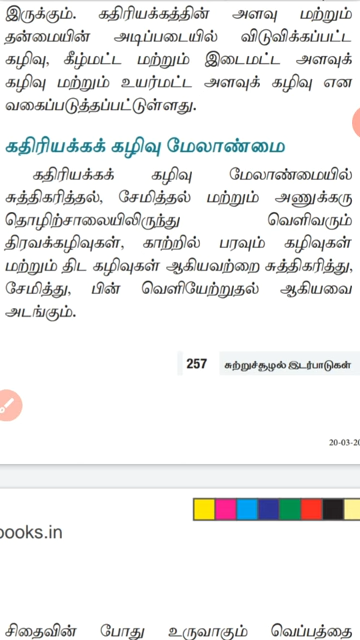 இருக்கும். கதிரியக்கத்தின் அளவு மற்றும்
தன்மையின் அடிப்படையில் விடுவிக்கப்பட்ட
கழிவு, கீழ்மட்ட மற்றும் இடைமட்ட அளவுக்
கழிவு மற்றும் உயர்மட்ட அளவுக் கழிவு என
வகைப்படுத்தப்பட்டுள்ளது.
கதிரியக்கக் கழிவு மேலாண்மை
கதிரியக்கக் கழிவு மேலாண்மையில்
சுத்திகரித்தல், சேமித்தல் மற்றும் அணுக்கரு
தொழிற்சாலையிலிருந்து வெளிவரும்
திரவக்கழிவுகள், காற்றில் பரவும் கழிவுகள்
மற்றும் திட கழிவுகள் ஆகியவற்றை சுத்திகரித்து,
சேமித்து, பின் வெளியேற்றுதல் ஆகியவை
அடங்கும்.
257 சுற்றுச்சூழல் இடர்பாடுகள்
20-03-20
ooks.in
சிதைவின் போது உருவாகும் வெப்பத்தை